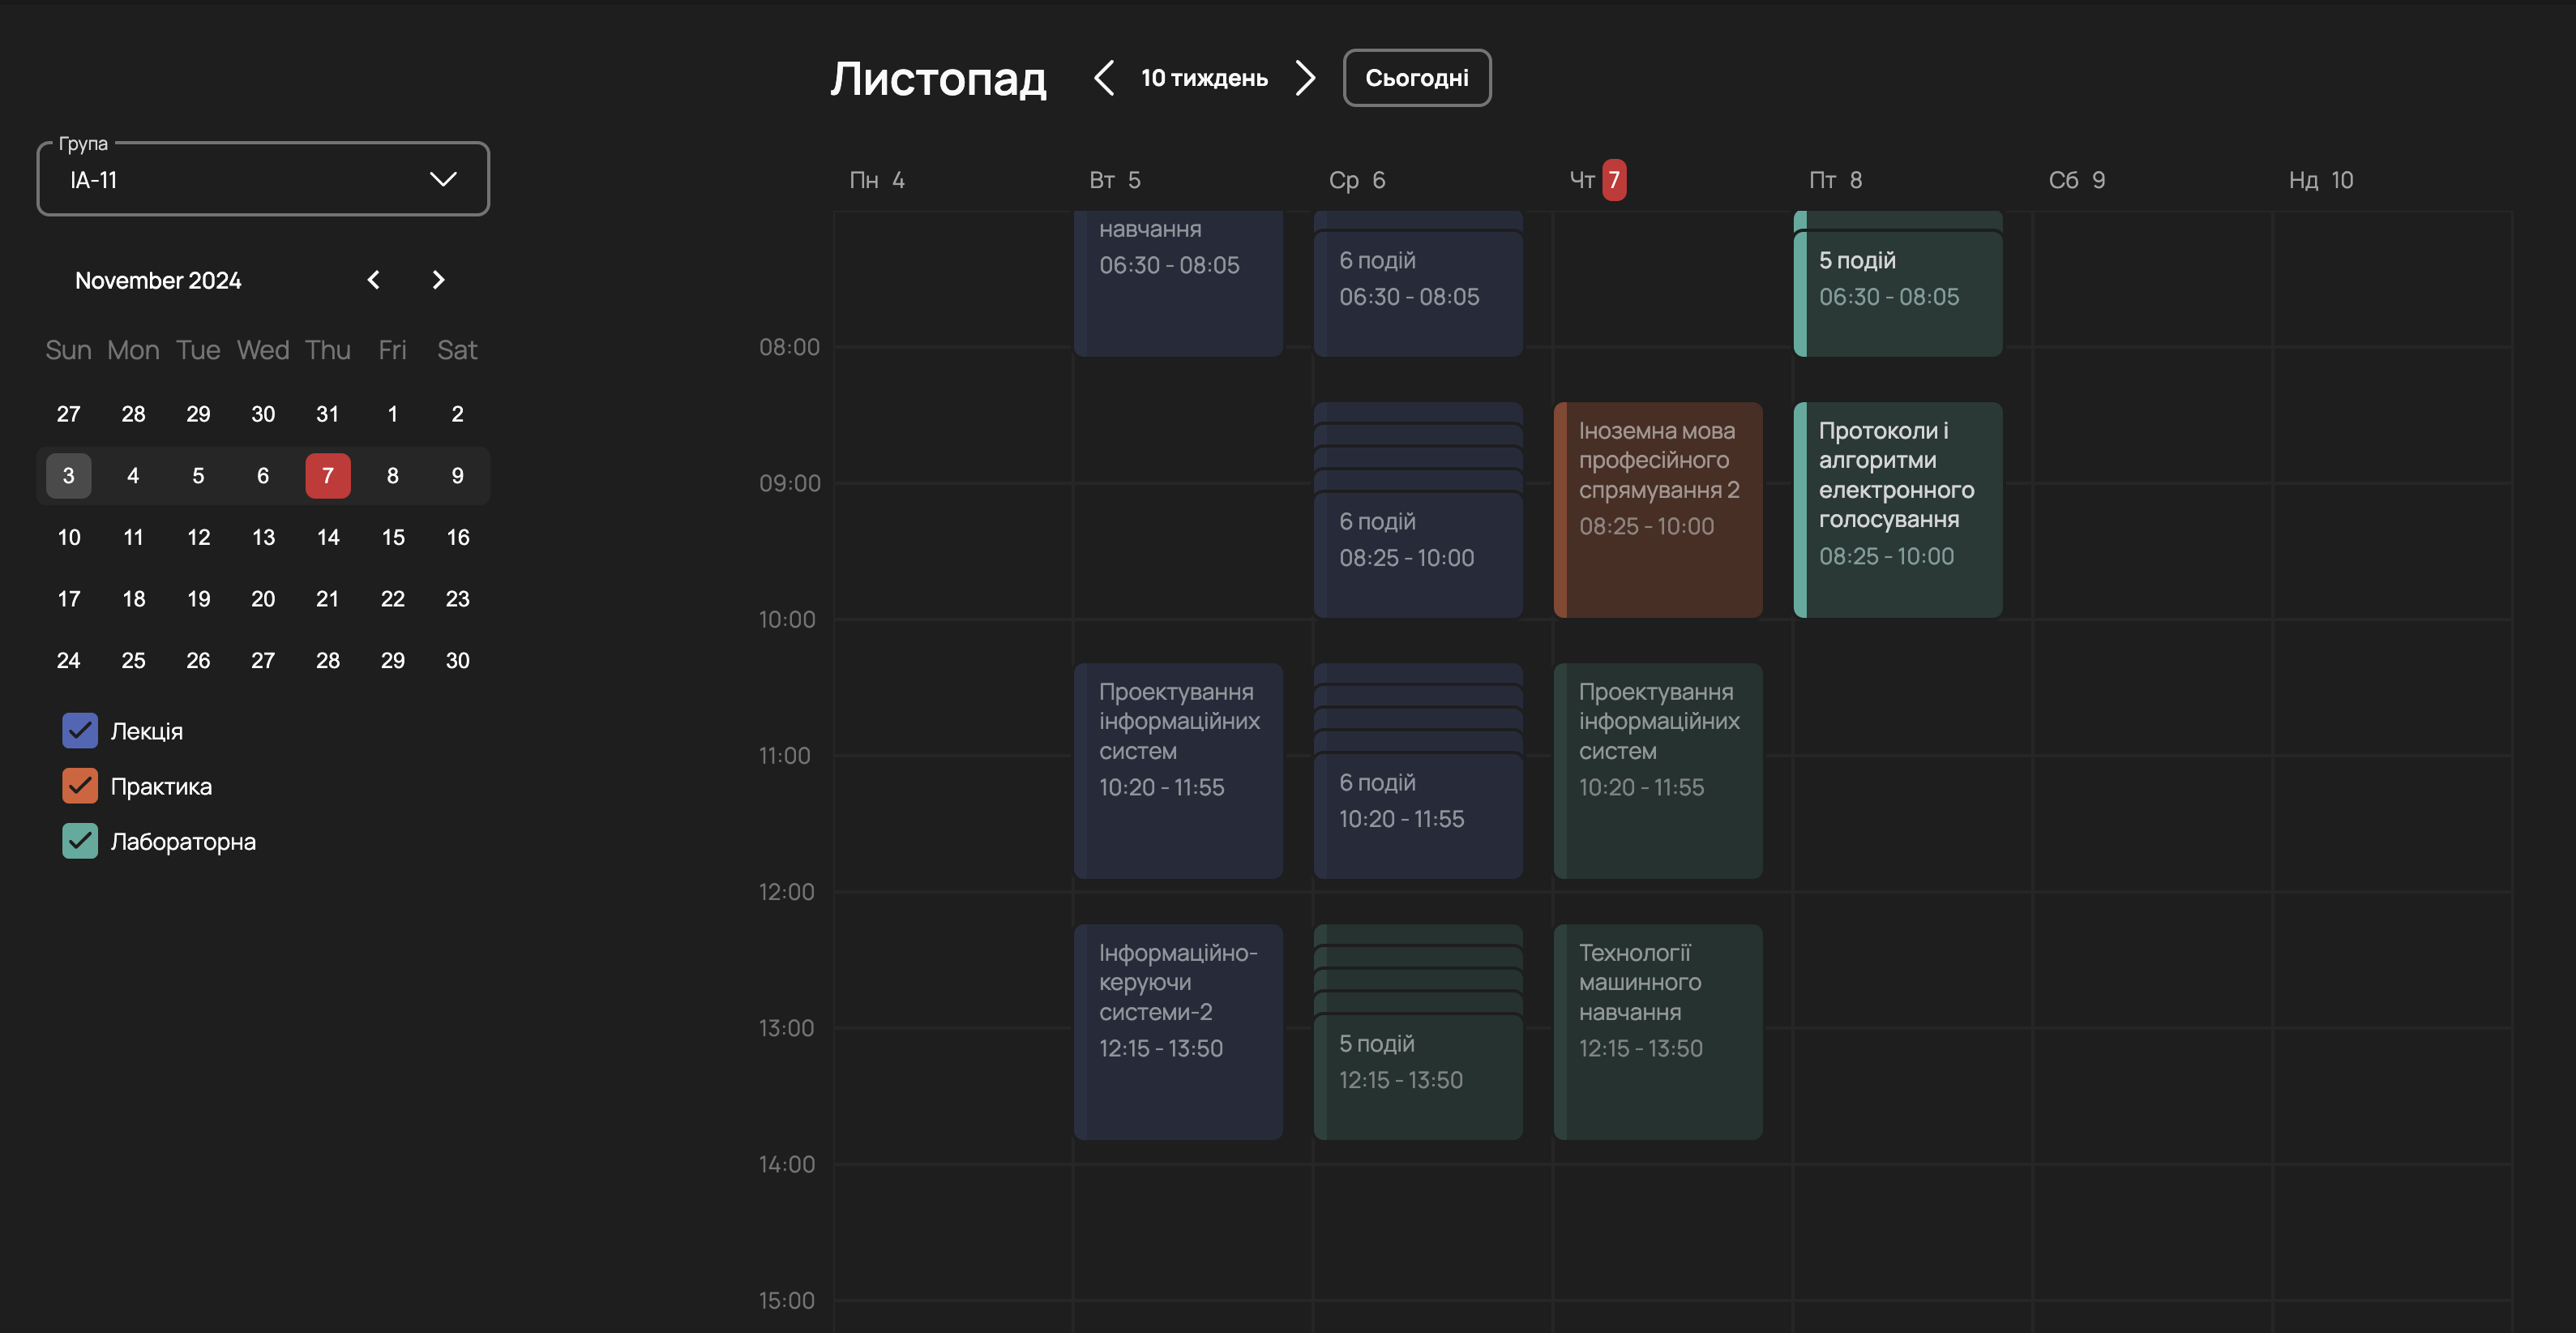 Листопад
10 тиждень
Сьогодні
Група
ІА-11
November 2024
Sun Mon Tue Wed Thu Fri Sat
27 28 29 30 31 1 2
3 4 5 6 7 8 9
10 11 12 13 14 15 16
17 18 19 20 21 22 23
24 25 26 27 28 29 30
Лекція
Практика
Лабораторна
Пн 4
Вт 5
Ср 6
Чт 7
Пт 8
Сб 9
Нд 10
08:00
09:00
10:00
11:00
12:00
13:00
14:00
15:00
навчання
06:30 - 08:05
Проектування
інформаційних
систем
10:20 - 11:55
Інформаційно-
керуючи
системи-2
12:15 - 13:50
6 подій
06:30 - 08:05
6 подій
08:25 - 10:00
6 подій
10:20 - 11:55
5 подій
12:15 - 13:50
Іноземна мова
професійного
спрямування 2
08:25 - 10:00
Проектування
інформаційних
систем
10:20 - 11:55
Технології
машинного
навчання
12:15 - 13:50
5 подій
06:30 - 08:05
Протоколи і
алгоритми
електронного
голосування
08:25 - 10:00